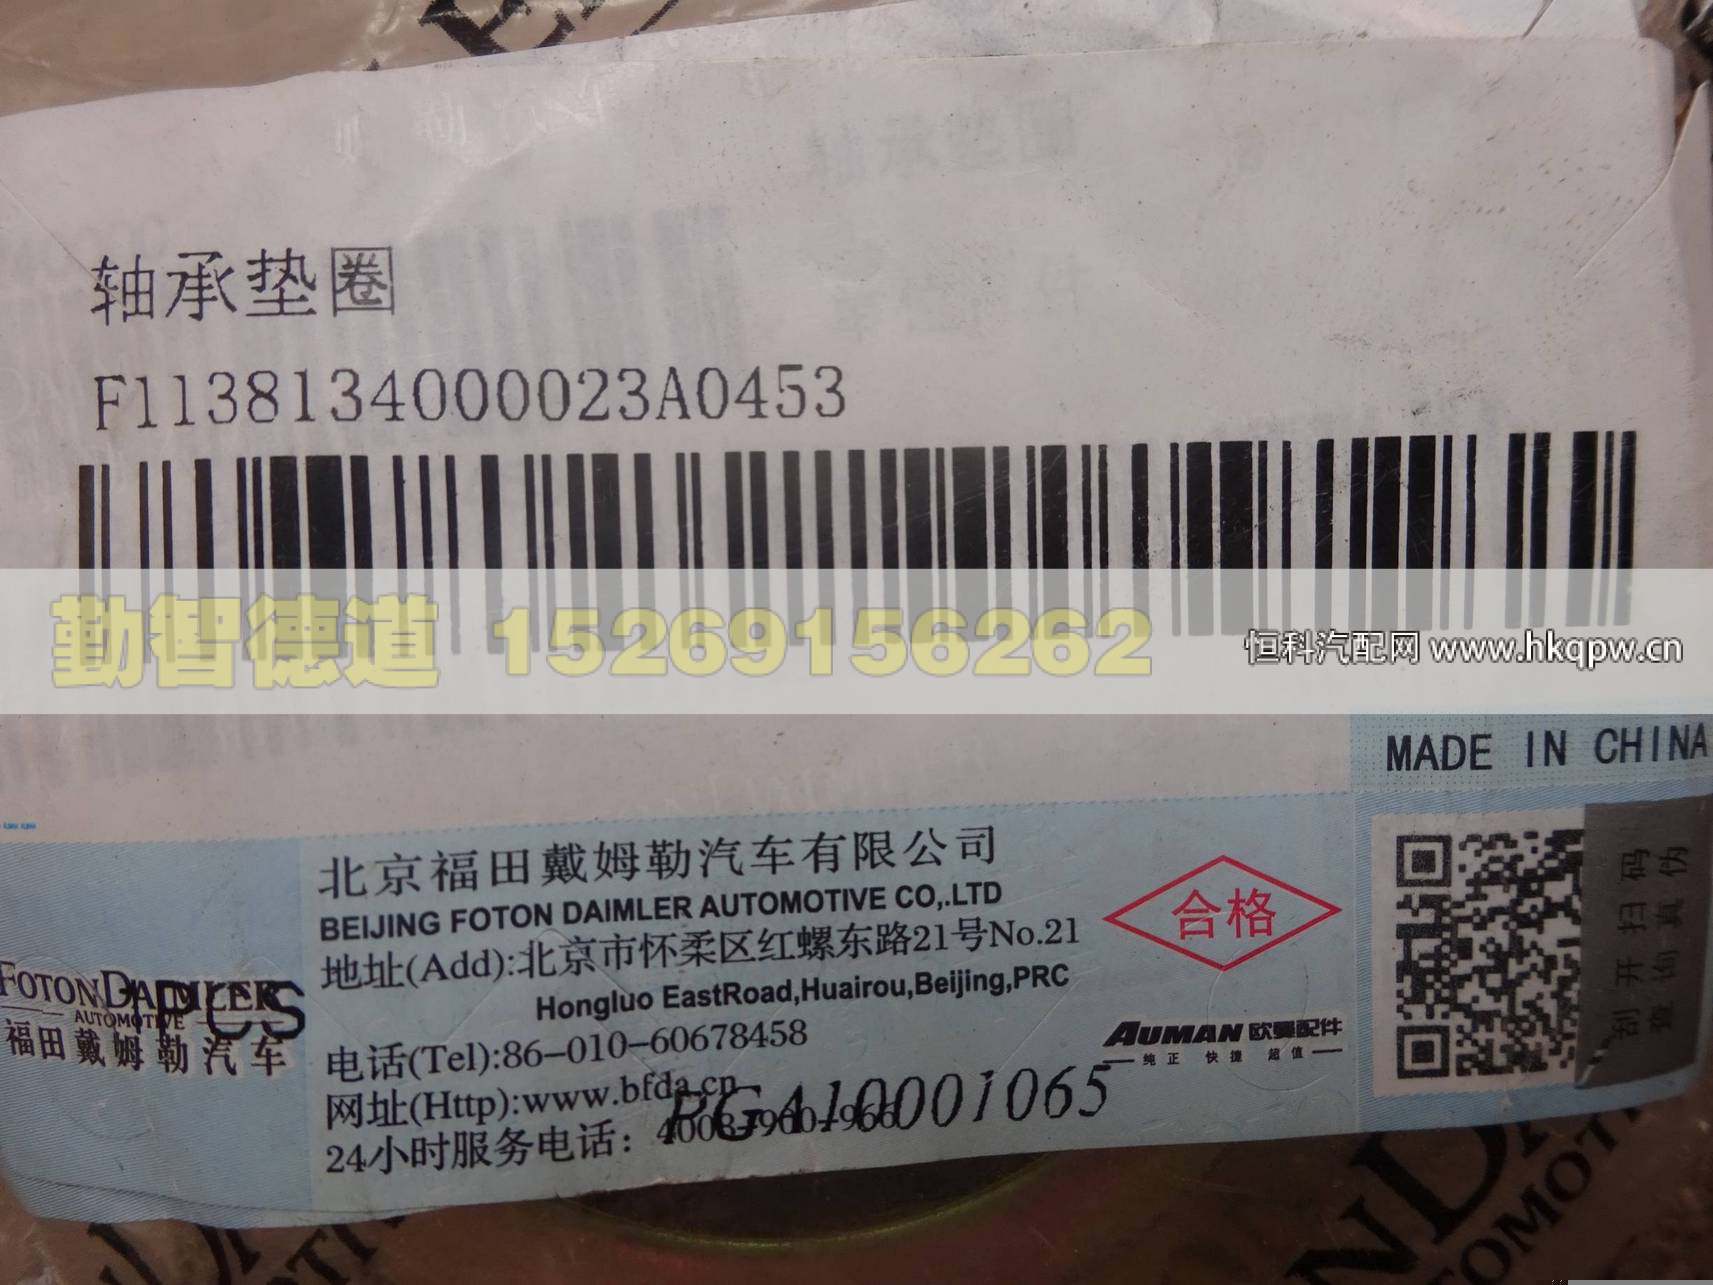 轴承垫圈
F1138134000023A0453
勤智德道 15269156262
恒科汽配网 www.hkqpw.cn
MADE IN CHINA
北京福田戴姆勒汽车有限公司
BEIJING FOTON DAIMLER AUTOMOTIVE CO,.LTD
地址(Add):北京市怀柔区红螺东路21号No.21
Hongluo EastRoad,Huairou,Beijing,PRC
电话(Tel):86-010-60678458
网址(Http):www.bfda.cn
24小时服务电话：
合格
FOTON DAIMLER
AUTOMOTIVE
福田戴姆勒汽车
1PCS
AUMAN 欧曼配件
纯正 快捷 超值
刮开扫码
查询真伪